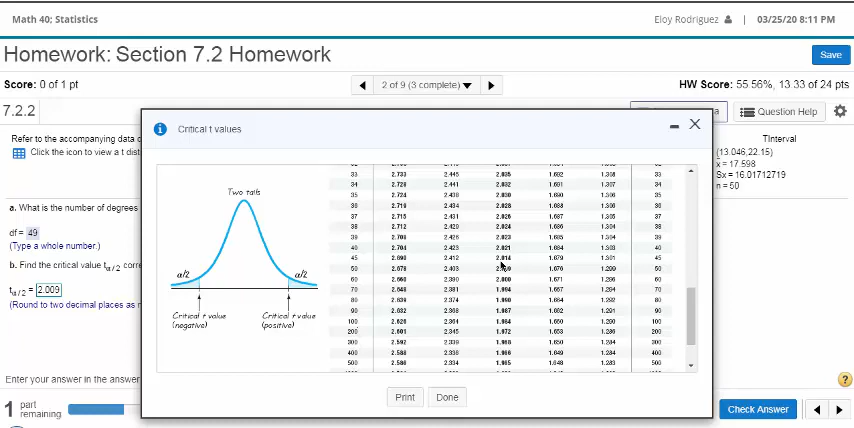 Math 40: Statistics
Eloy Rodriguez | 03/25/20 8:11 PM
Homework: Section 7.2 Homework
Save
Score: 0 of 1 pt
2 of 9 (3 complete)
HW Score: 55.56%, 13.33 of 24 pts
7.2.2
Question Help
Refer to the accompanying data
Click the icon to view a t dist
a. What is the number of degrees
df = 49
(Type a whole number.)
b. Find the critical value tα/2 corre
tα/2 = 2.009
(Round to two decimal places as
Enter your answer in the answer
1 part remaining
Critical t values
Two tails
α/2
α/2
Critical t value (negative)
Critical t value (positive)
33 2.733 2.445 2.035 1.692 1.308 33
34 2.728 2.441 2.032 1.691 1.307 34
35 2.724 2.438 2.030 1.690 1.306 35
36 2.719 2.434 2.028 1.688 1.306 36
37 2.715 2.431 2.026 1.687 1.305 37
38 2.712 2.429 2.024 1.686 1.304 38
39 2.708 2.426 2.023 1.685 1.304 39
40 2.704 2.423 2.021 1.684 1.303 40
45 2.690 2.412 2.014 1.679 1.301 45
50 2.678 2.403 1.676 1.299 50
60 2.660 2.390 2.000 1.671 1.296 60
70 2.648 2.381 1.994 1.667 1.294 70
80 2.639 2.374 1.990 1.664 1.292 80
90 2.632 2.368 1.987 1.662 1.291 90
100 2.626 2.364 1.984 1.660 1.290 100
200 2.601 2.345 1.972 1.653 1.286 200
300 2.592 2.339 1.968 1.650 1.284 300
400 2.588 2.336 1.966 1.649 1.284 400
500 2.586 2.334 1.965 1.648 1.283 500
Print
Done
TInterval
(13.046,22.15)
x̄ = 17.598
Sx = 16.01712719
n = 50
?
Check Answer